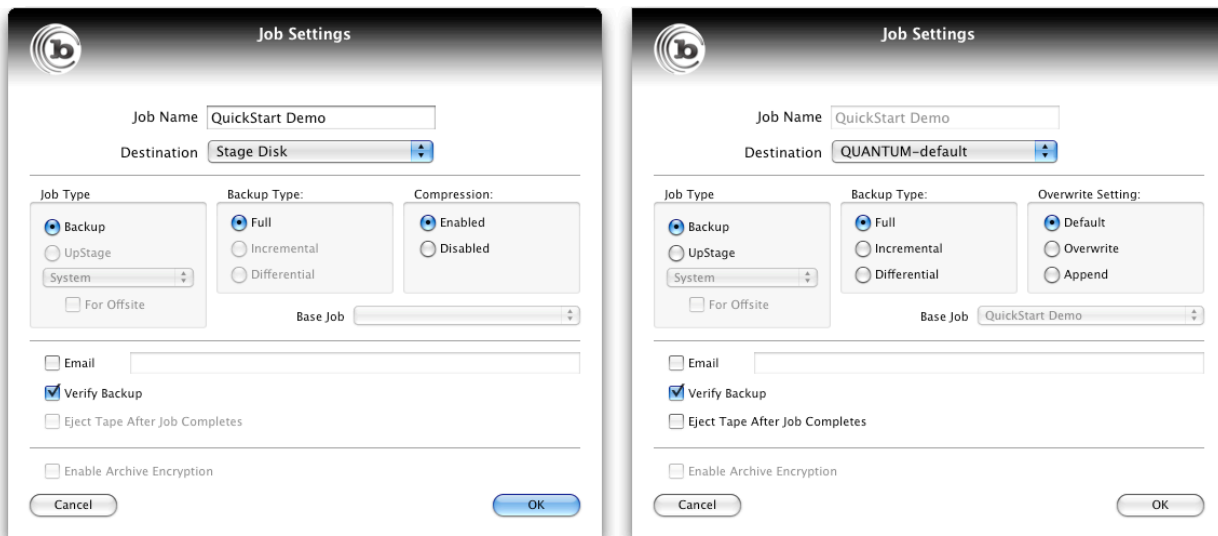 b
Job Settings
Job Name QuickStart Demo
Destination Stage Disk
Job Type
Backup
UpStage
System
For Offsite
Backup Type:
Full
Incremental
Differential
Compression:
Enabled
Disabled
Base Job
Email
Verify Backup
Eject Tape After Job Completes
Enable Archive Encryption
Cancel
OK
b
Job Settings
Job Name QuickStart Demo
Destination QUANTUM-default
Job Type
Backup
UpStage
System
For Offsite
Backup Type:
Full
Incremental
Differential
Overwrite Setting:
Default
Overwrite
Append
Base Job QuickStart Demo
Email
Verify Backup
Eject Tape After Job Completes
Enable Archive Encryption
Cancel
OK